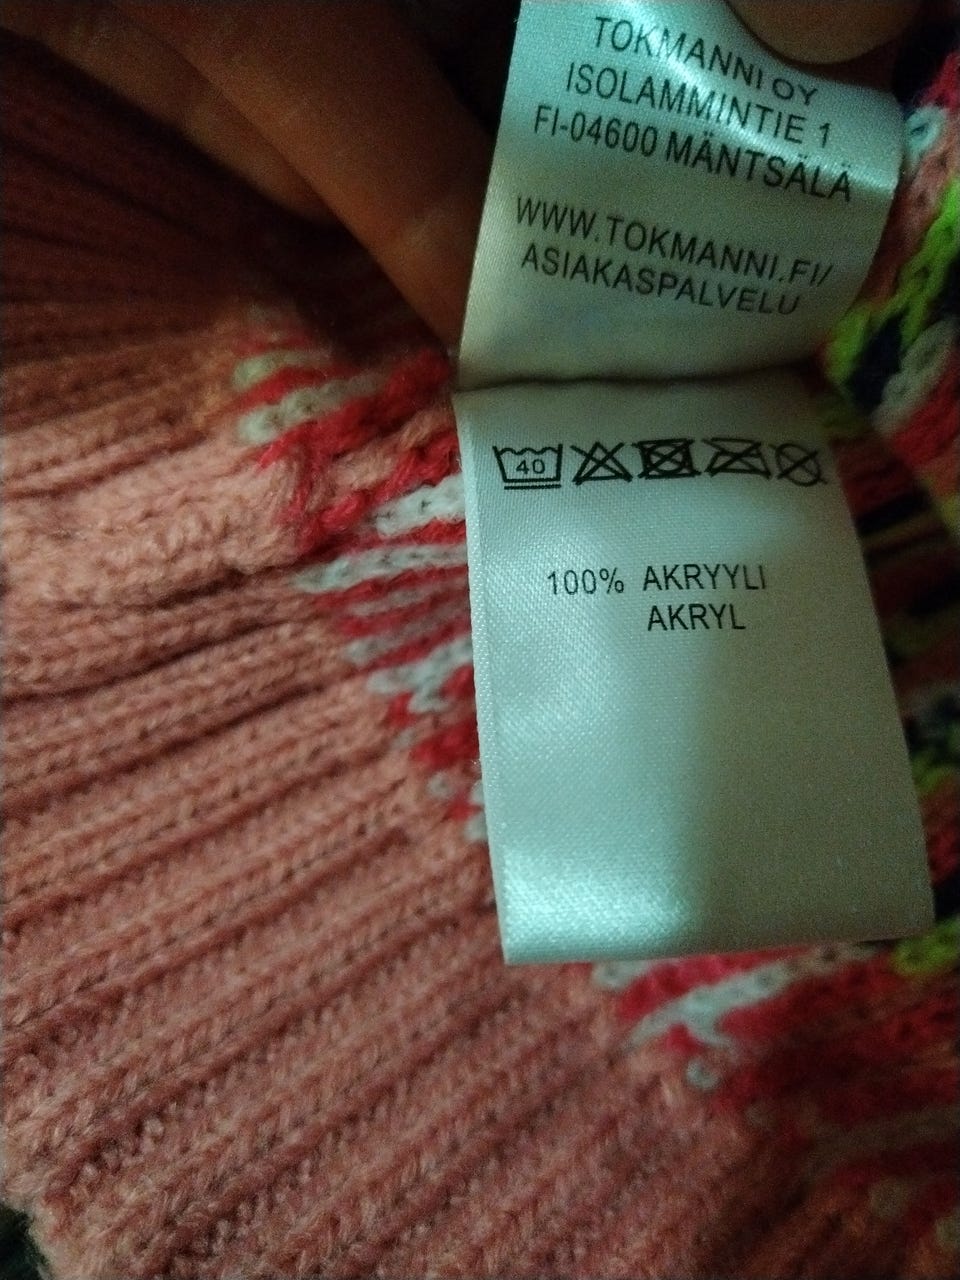 TOKMANNI OY
ISOLAMMINTIE 1
FI-04600 MÄNTSÄLÄ
WWW.TOKMANNI.FI/
ASIAKASPALVELU
40
100% AKRYYLI
AKRYL